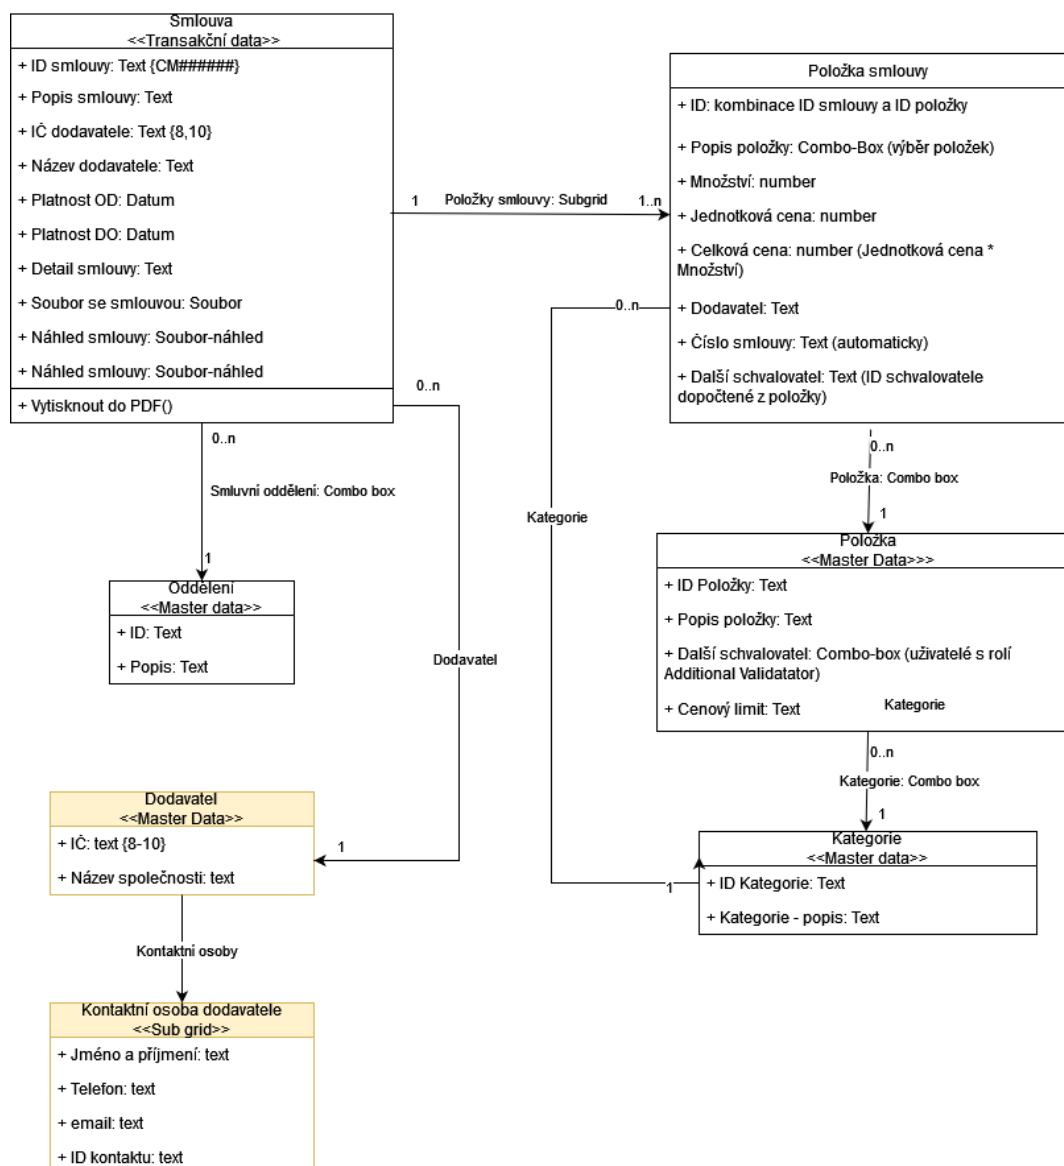 Smlouva
<<Transakční data>>
+ ID smlouvy: Text {CM######}
+ Popis smlouvy: Text
+ IČ dodavatele: Text {8,10}
+ Název dodavatele: Text
+ Platnost OD: Datum
+ Platnost DO: Datum
+ Detail smlouvy: Text
+ Soubor se smlouvou: Soubor
+ Náhled smlouvy: Soubor-náhled
+ Náhled smlouvy: Soubor-náhled
+ Vytisknout do PDF()
1
Položky smlouvy: Subgrid
1..n
Položka smlouvy
+ ID: kombinace ID smlouvy a ID položky
+ Popis položky: Combo-Box (výběr položek)
+ Množství: number
+ Jednotková cena: number
+ Celková cena: number (Jednotková cena *
Množství)
+ Dodavatel: Text
+ Číslo smlouvy: Text (automaticky)
+ Další schvalovatel: Text (ID schvalovatele
dopočtené z položky)
0..n
Kategorie
1
0..n
Smluvní oddělení: Combo box
1
0..n
Dodavatel
1
Oddělení
<<Master data>>
+ ID: Text
+ Popis: Text
0..n
Položka: Combo box
1
Položka
<<Master Data>>>
+ ID Položky: Text
+ Popis položky: Text
+ Další schvalovatel: Combo-box (uživatelé s rolí
Additional Validatator)
+ Cenový limit: Text
Kategorie
0..n
Kategorie: Combo box
1
Kategorie
<<Master data>>
+ ID Kategorie: Text
+ Kategorie - popis: Text
Dodavatel
<<Master Data>>
+ IČ: text {8-10}
+ Název společnosti: text
Kontaktní osoby
Kontaktní osoba dodavatele
<<Sub grid>>
+ Jméno a příjmení: text
+ Telefon: text
+ email: text
+ ID kontaktu: text